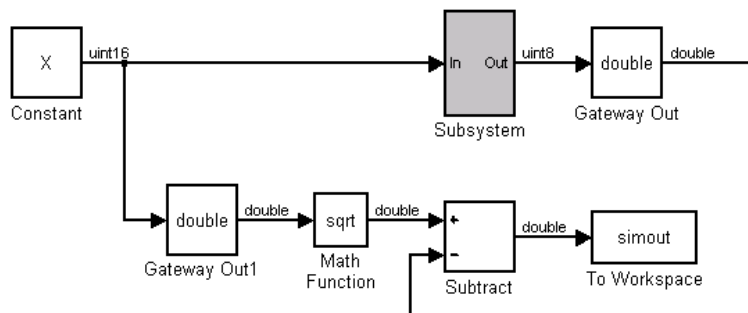 X
uint16
Constant
In Out
Subsystem
uint8
double
Gateway Out
double
double
Gateway Out1
double
sqrt
Math
Function
double
+
-
Subtract
double
simout
To Workspace